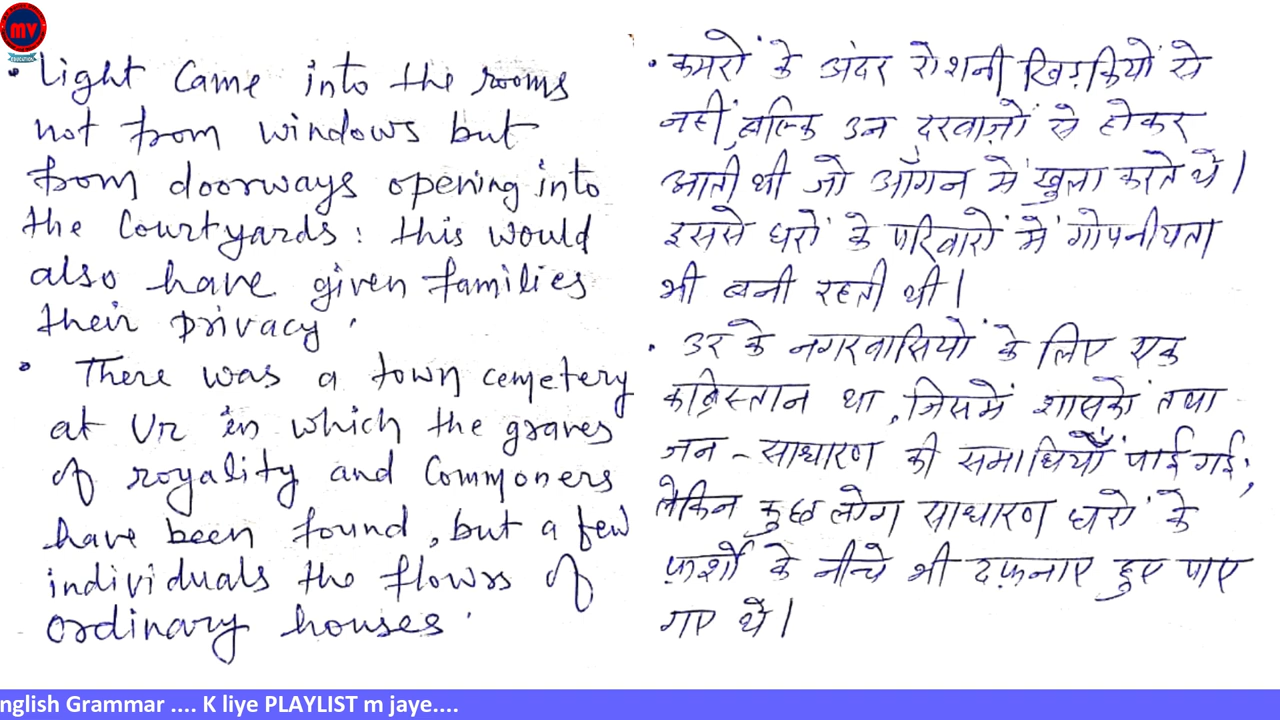 mv
EDUCATION
• Light came into the rooms
not from windows but
from doorways opening into
the Courtyards : this would
also have given families
their privacy .
• There was a town cemetery
at Ur in which the graves
of royality and Commoners
have been found , but a few
individuals the flowrs of
ordinary houses .
• कमरों के अंदर रोशनी खिड़कियों से
नहीं, बल्कि उन दरवाज़ों से होकर
आती थी जो आँगन में खुला करते थे।
इससे घरों के परिवारों में गोपनीयता
भी बनी रहती थी।
• उर के नगरवासियों के लिए एक
कब्रिस्तान था , जिसमें शासकों तथा
जन - साधारण की समाधियाँ पाई गई ;
लेकिन कुछ लोग साधारण घरों के
फ़र्शों के नीचे भी दफ़नाए हुए पाए
गए थे।
nglish Grammar .... K liye PLAYLIST m jaye....